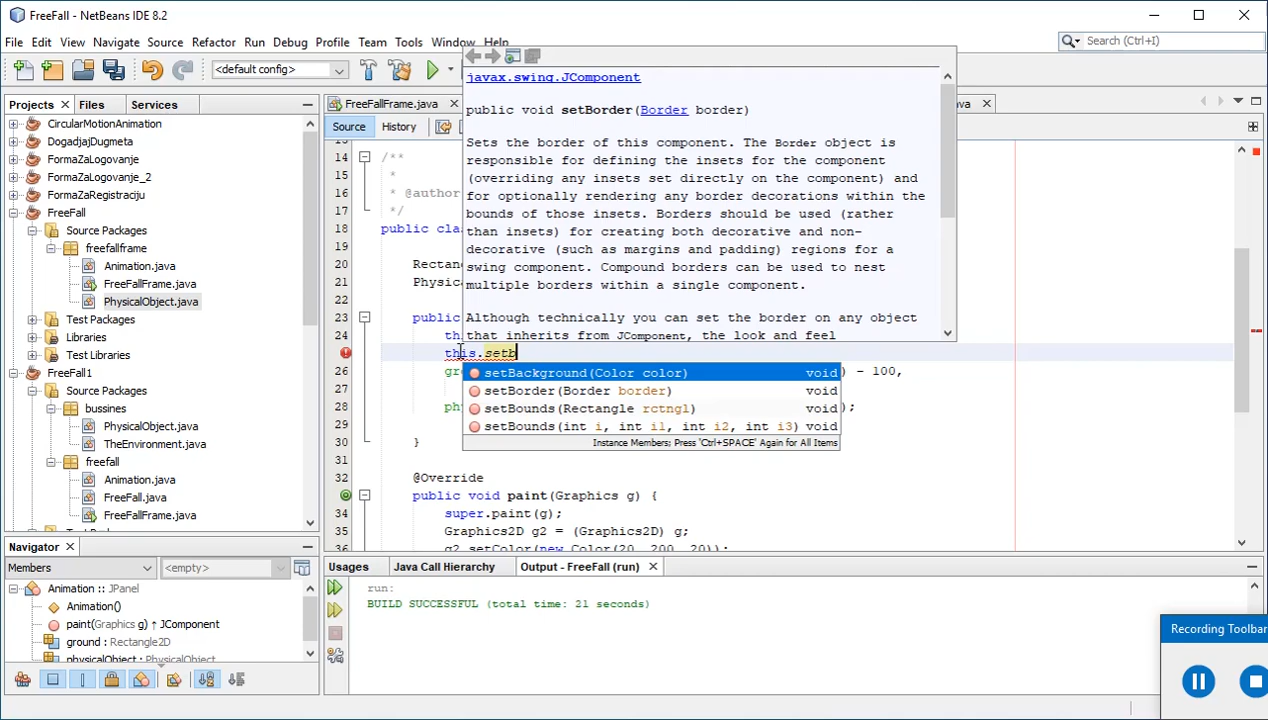 FreeFall - NetBeans IDE 8.2
File Edit View Navigate Source Refactor Run Debug Profile Team Tools Window Help
Search (Ctrl+I)
<default config>
Projects Files Services
FreeFallFrame.java
Source History
CircularMotionAnimation
DogadjajDugmeta
FormaZaLogovanje
FormaZaLogovanje_2
FormaZaRegistraciju
FreeFall
Source Packages
freefallframe
Animation.java
FreeFallFrame.java
PhysicalObject.java
Test Packages
Libraries
Test Libraries
FreeFall1
Source Packages
bussines
PhysicalObject.java
TheEnvironment.java
freefall
Animation.java
FreeFall.java
FreeFallFrame.java
javax.swing.JComponent
public void setBorder(Border border)
Sets the border of this component. The Border object is
responsible for defining the insets for the component
(overriding any insets set directly on the component) and
for optionally rendering any border decorations within the
bounds of those insets. Borders should be used (rather
than insets) for creating both decorative and non-
decorative (such as margins and padding) regions for a
swing component. Compound borders can be used to nest
multiple borders within a single component.
Although technically you can set the border on any object
that inherits from JComponent, the look and feel
14 /**
15 *
16 * @author
17 */
18 public clas
19
20 Rectan
21 Physi
22
23 public
24 th
this.setb
26 gr ) - 100,
27
28 ph );
29
30 }
31
32 @Override
public void paint(Graphics g) {
34 super.paint(g);
35 Graphics2D g2 = (Graphics2D) g;
36 g2.setColor(new Color(20, 200, 20));
setBackground(Color color) void
setBorder(Border border) void
setBounds(Rectangle rctngl) void
setBounds(int i, int i1, int i2, int i3) void
Instance Members; Press 'Ctrl+SPACE' Again for All Items
Navigator
Members <empty>
Animation :: JPanel
Animation()
paint(Graphics g) ↑ JComponent
ground : Rectangle2D
physicalObject : PhysicalObject
Usages Java Call Hierarchy Output - FreeFall (run)
run:
BUILD SUCCESSFUL (total time: 21 seconds)
Recording Toolbar